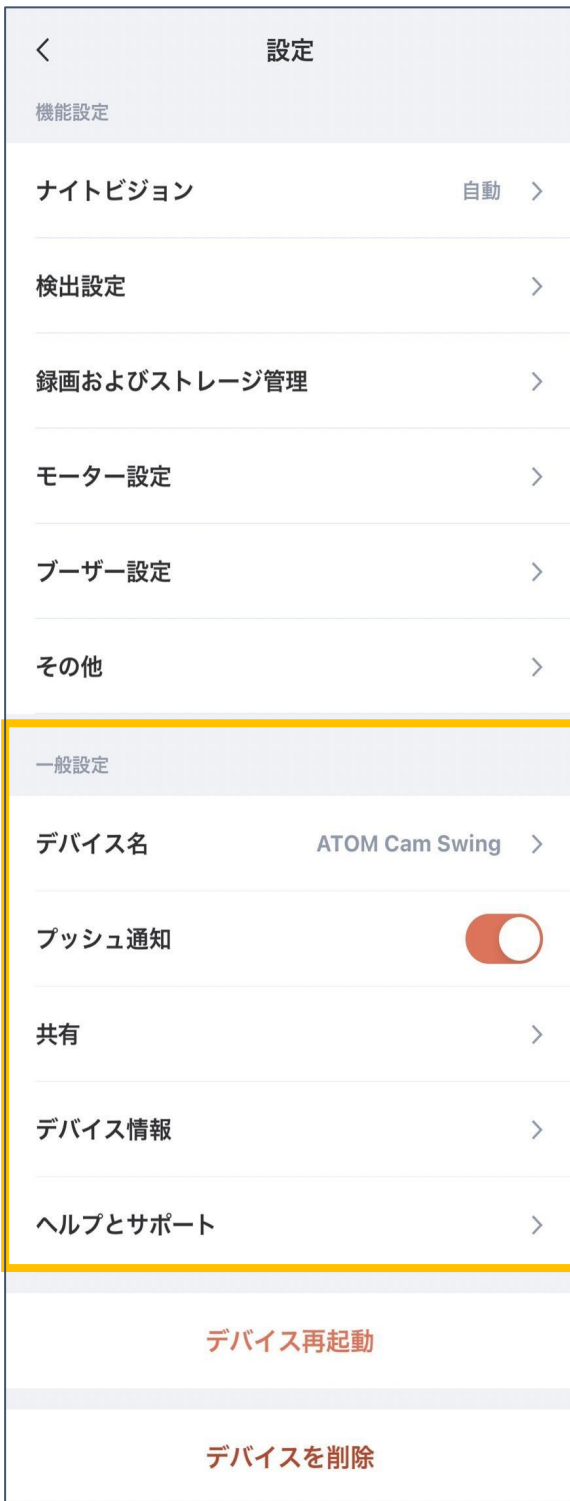 設定
機能設定
ナイトビジョン 自動
検出設定
録画およびストレージ管理
モーター設定
ブーザー設定
その他
一般設定
デバイス名 ATOM Cam Swing
プッシュ通知
共有
デバイス情報
ヘルプとサポート
デバイス再起動
デバイスを削除